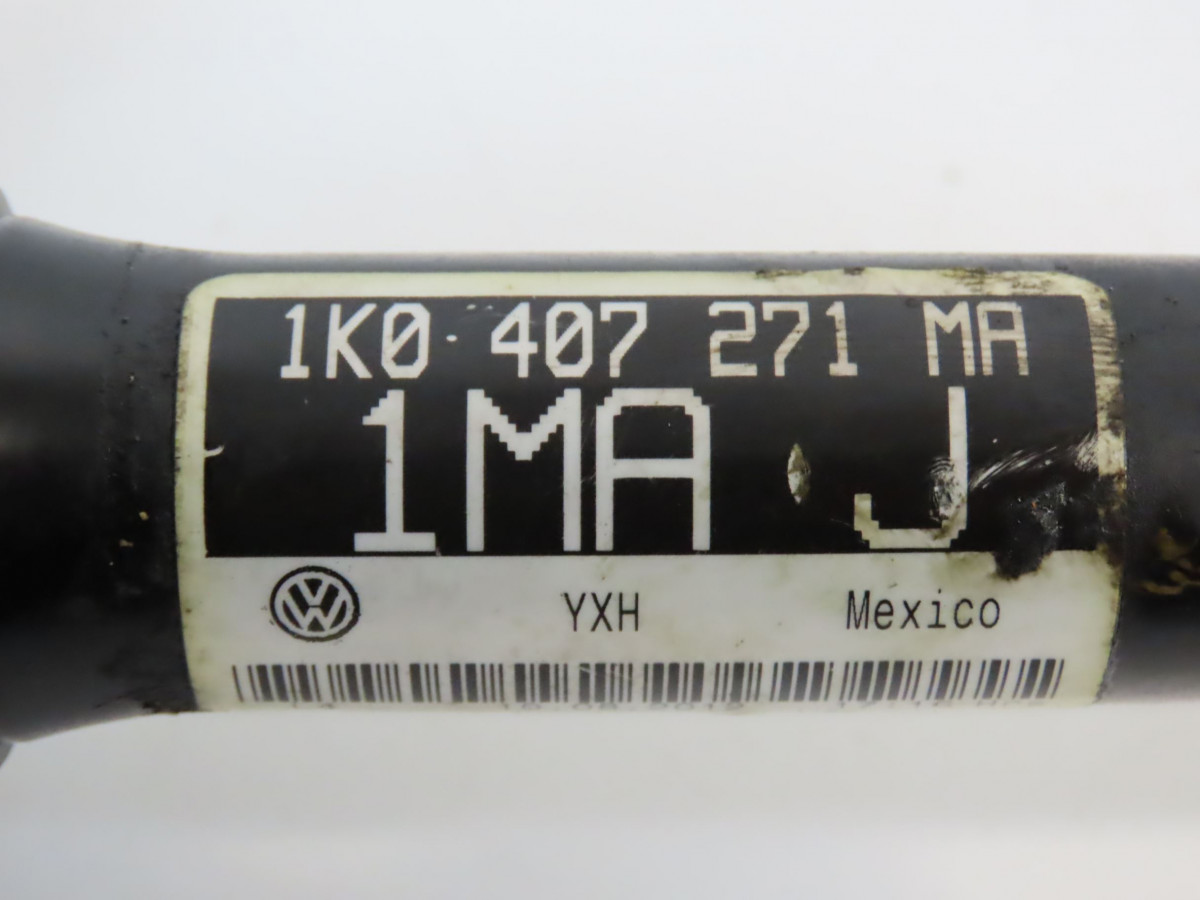 1K0 407 271 MA
1MA J
YXH Mexico